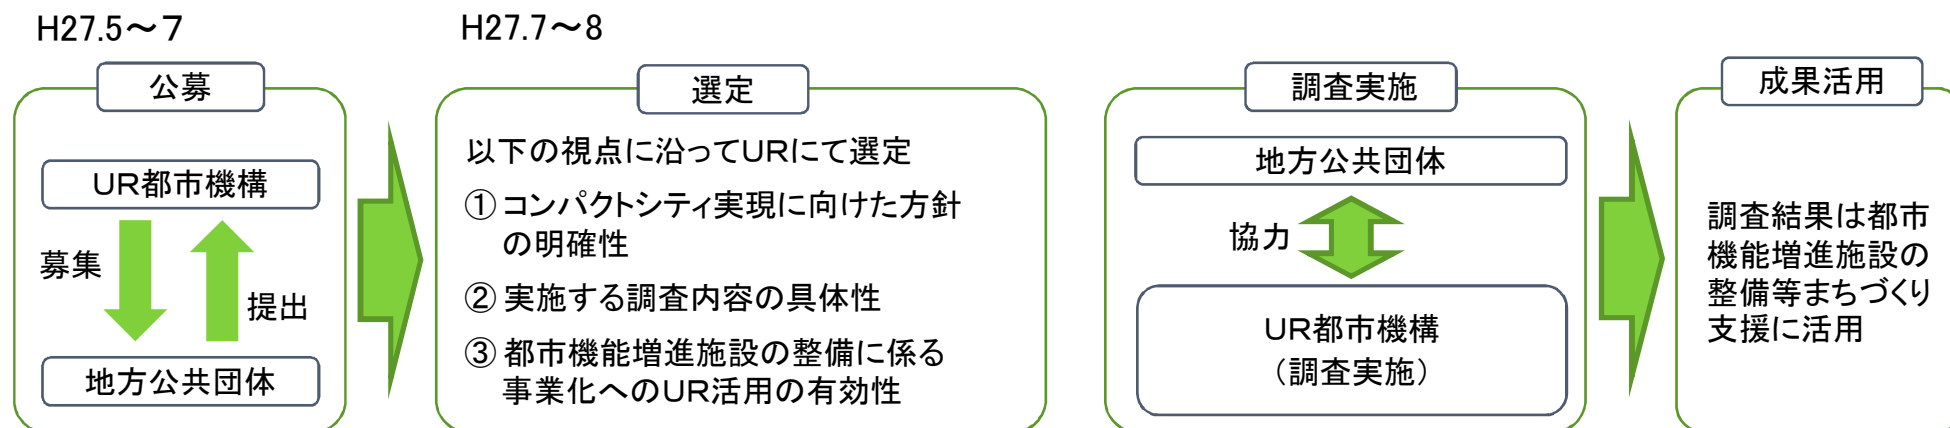 H27.5～7
公募
UR都市機構
募集
提出
地方公共団体
H27.7～8
選定
以下の視点に沿ってURにて選定
① コンパクトシティ実現に向けた方針
の明確性
② 実施する調査内容の具体性
③ 都市機能増進施設の整備に係る
事業化へのUR活用の有効性
調査実施
地方公共団体
協力
UR都市機構
（調査実施）
成果活用
調査結果は都市
機能増進施設の
整備等まちづくり
支援に活用